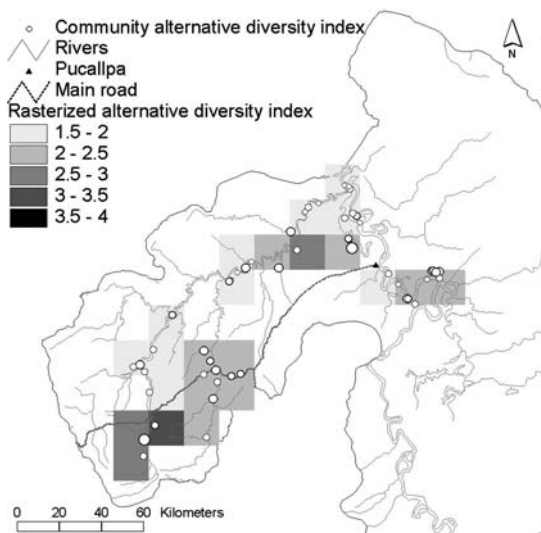 Community alternative diversity index
Rivers
Pucallpa
Main road
Rasterized alternative diversity index
1.5 - 2
2 - 2.5
2.5 - 3
3 - 3.5
3.5 - 4
N
0 20 40 60 Kilometers